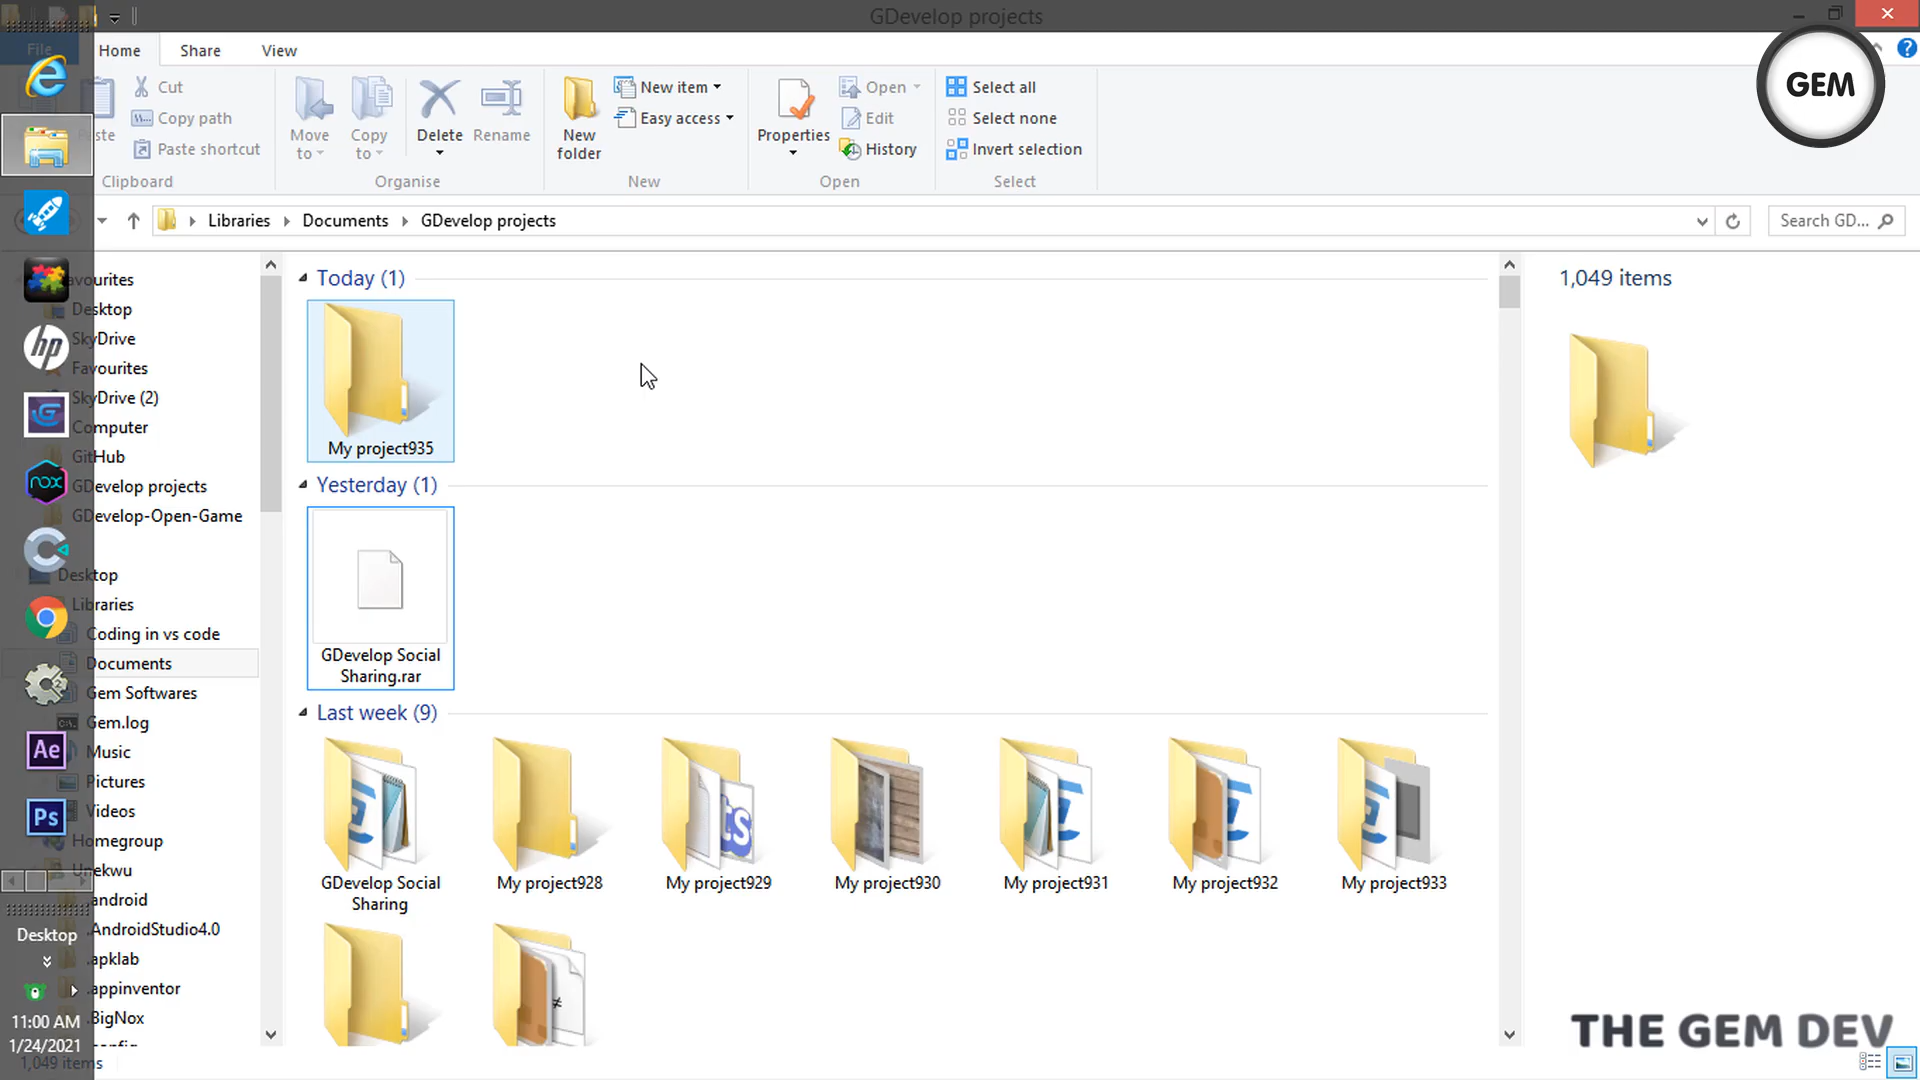 GDevelop projects
File
Home
Share
View
Cut
Copy path
Paste shortcut
Clipboard
Move to
Copy to
Delete
Rename
Organise
New folder
New item
Easy access
New
Properties
Open
Edit
History
Open
Select all
Select none
Invert selection
Select
GEM
Libraries
Documents
GDevelop projects
Search GD...
Desktop
SkyDrive
Favourites
SkyDrive (2)
Computer
GitHub
GDevelop projects
GDevelop-Open-Game
Desktop
Libraries
Coding in vs code
Documents
Gem Softwares
Gem.log
Music
Pictures
Videos
Homegroup
Unekwu
.android
.AndroidStudio4.0
.apklab
.appinventor
.BigNox
hp
nox
Ae
Ps
Desktop
11:00 AM
1/24/2021
1,049 items
Today (1)
My project935
Yesterday (1)
GDevelop Social
Sharing.rar
Last week (9)
GDevelop Social
Sharing
My project928
My project929
My project930
My project931
My project932
My project933
1,049 items
THE GEM DEV